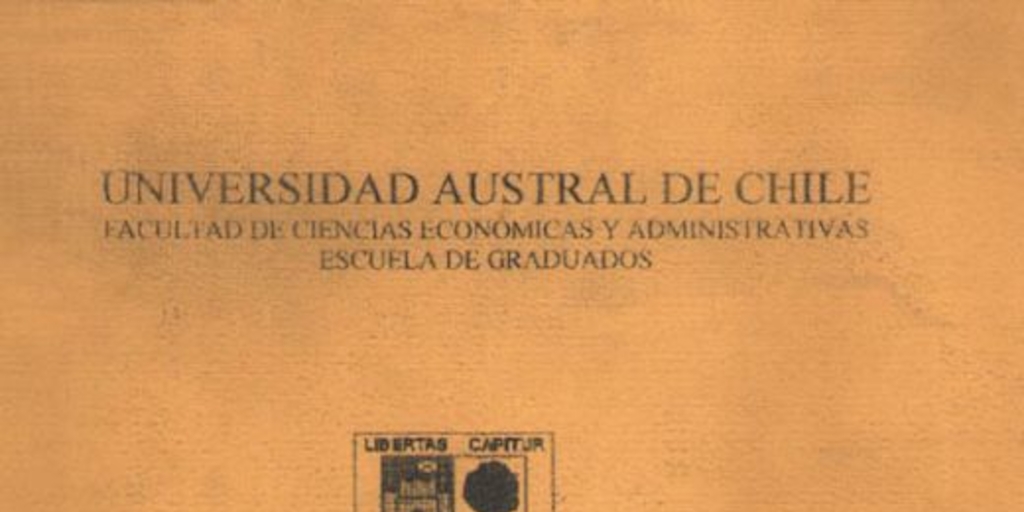 UNIVERSIDAD AUSTRAL DE CHILE
FACULTAD DE CIENCIAS ECONÓMICAS Y ADMINISTRATIVAS
ESCUELA DE GRADUADOS
LIBERTAS CAPITUR